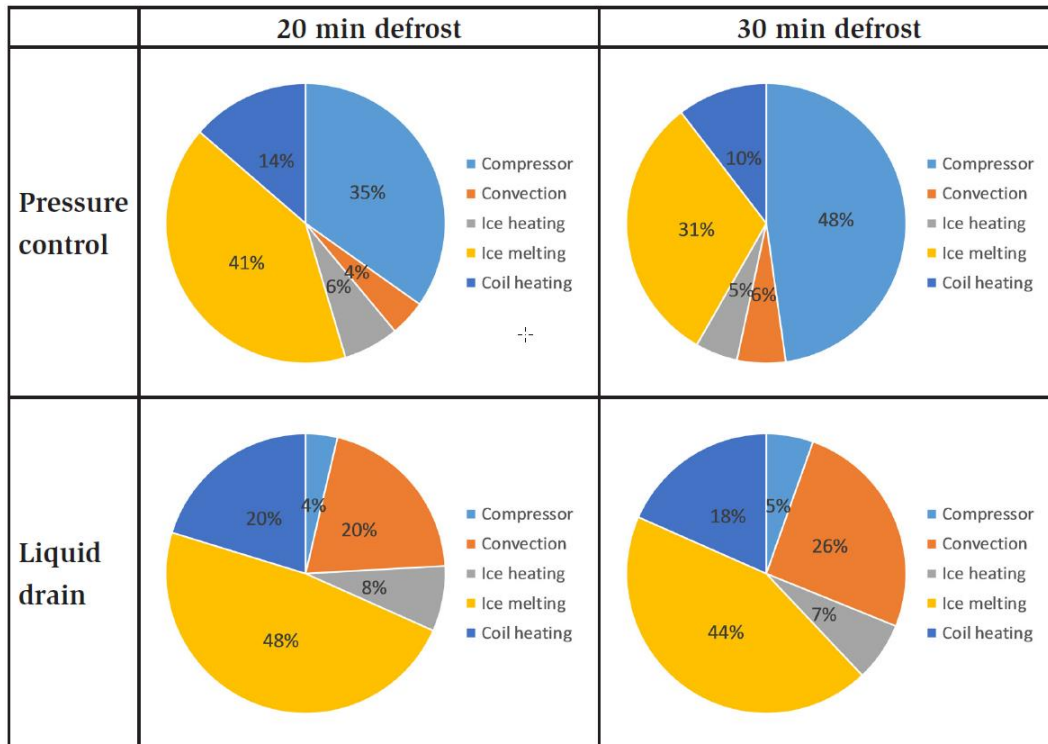 20 min defrost
30 min defrost
Pressure
control
35%
4%
6%
41%
14%
Compressor
Convection
Ice heating
Ice melting
Coil heating
48%
6%
5%
31%
10%
Compressor
Convection
Ice heating
Ice melting
Coil heating
Liquid
drain
4%
20%
8%
48%
20%
Compressor
Convection
Ice heating
Ice melting
Coil heating
5%
26%
7%
44%
18%
Compressor
Convection
Ice heating
Ice melting
Coil heating